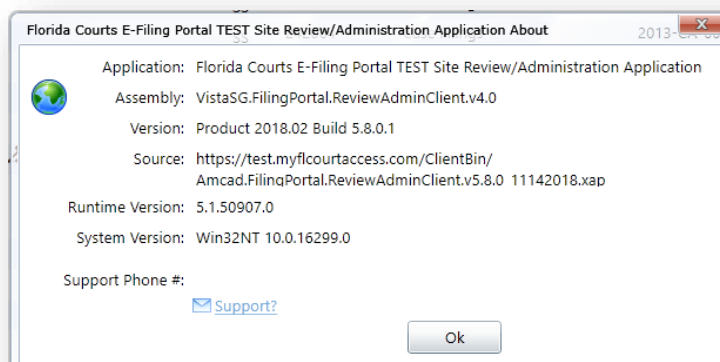 Florida Courts E-Filing Portal TEST Site Review/Administration Application About
2013-CA-00
Application: Florida Courts E-Filing Portal TEST Site Review/Administration Application
Assembly: VistaSG.FilingPortal.ReviewAdminClient.v4.0
Version: Product 2018.02 Build 5.8.0.1
Source: https://test.myflcourtaccess.com/ClientBin/
Amcad.FilingPortal.ReviewAdminClient.v5.8.0_11142018.xap
Runtime Version: 5.1.50907.0
System Version: Win32NT 10.0.16299.0
Support Phone #:
Support?
Ok